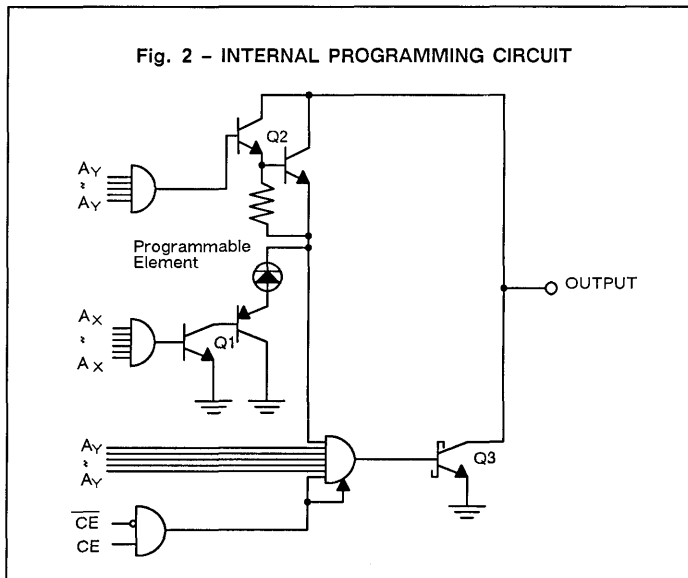 Fig. 2 – INTERNAL PROGRAMMING CIRCUIT
Q2
AY
~
AY
Programmable
Element
OUTPUT
AX
~
AX
Q1
AY
~
AY
Q3
CE
CE